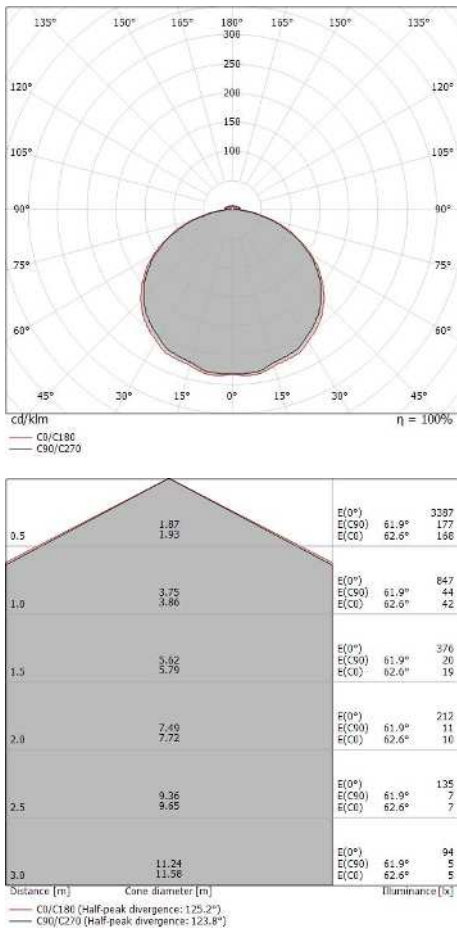 135° 150° 165° 180° 165° 150° 135°
300
250
200
150
100
120° 120°
105° 105°
90° 90°
75° 75°
60° 60°
45° 30° 15° 0° 15° 30° 45°
cd/klm η = 100%
C0/C180
C90/C270
0.5 1.87 1.93 E(0°) 3387
E(C90) 61.9° 177
E(C0) 62.6° 168
1.0 3.75 3.86 E(0°) 847
E(C90) 61.9° 44
E(C0) 62.6° 42
1.5 5.62 5.79 E(0°) 376
E(C90) 61.9° 20
E(C0) 62.6° 19
2.0 7.49 7.72 E(0°) 212
E(C90) 61.9° 11
E(C0) 62.6° 10
2.5 9.36 9.65 E(0°) 135
E(C90) 61.9° 7
E(C0) 62.6° 7
3.0 11.24 11.58 E(0°) 94
E(C90) 61.9° 5
E(C0) 62.6° 5
Distance [m] Cone diameter [m] Illuminance [lx]
C0/C180 (Half-peak divergence: 125.2°)
C90/C270 (Half-peak divergence: 123.8°)